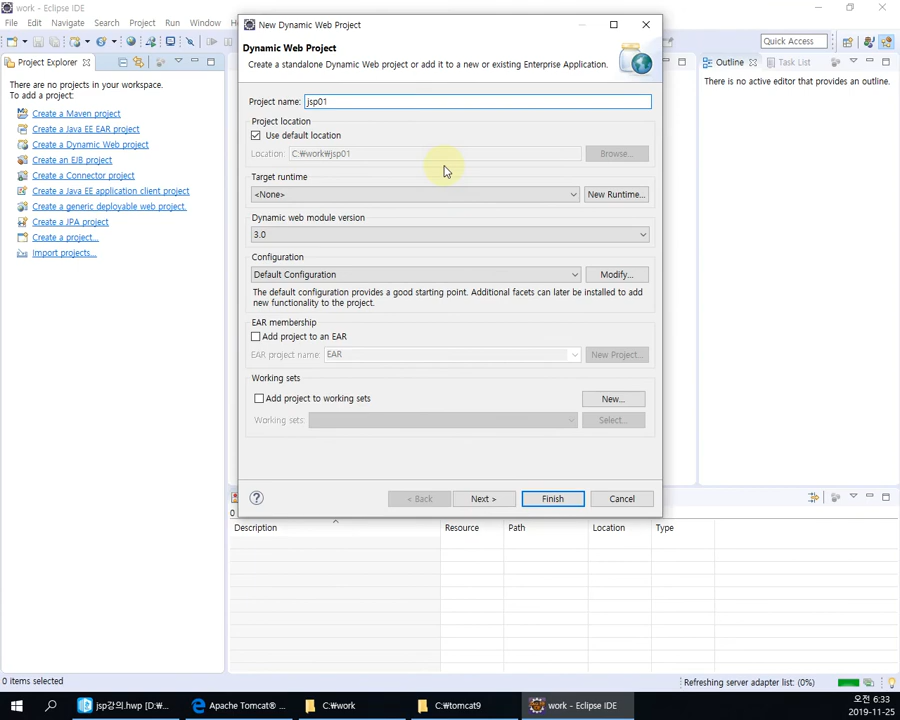 work - Eclipse IDE
File Edit Navigate Search Project Run Window
Quick Access
Project Explorer
There are no projects in your workspace.
To add a project:
Create a Maven project
Create a Java EE EAR project
Create a Dynamic Web project
Create an EJB project
Create a Connector project
Create a Java EE application client project
Create a generic deployable web project.
Create a JPA project
Create a project...
Import projects...
New Dynamic Web Project
Dynamic Web Project
Create a standalone Dynamic Web project or add it to a new or existing Enterprise Application.
Project name: jsp01
Project location
Use default location
Location: C:₩work₩jsp01 Browse...
Target runtime
<None> New Runtime...
Dynamic web module version
3.0
Configuration
Default Configuration Modify...
The default configuration provides a good starting point. Additional facets can later be installed to add
new functionality to the project.
EAR membership
Add project to an EAR
EAR project name: EAR New Project...
Working sets
Add project to working sets New...
Working sets: Select...
? < Back Next > Finish Cancel
Outline Task List
There is no active editor that provides an outline.
0
Description Resource Path Location Type
0 items selected
Refreshing server adapter list: (0%)
jsp강의.hwp [D:₩... Apache Tomcat® ... C:₩work C:₩tomcat9 work - Eclipse IDE
오전 6:33
2019-11-25